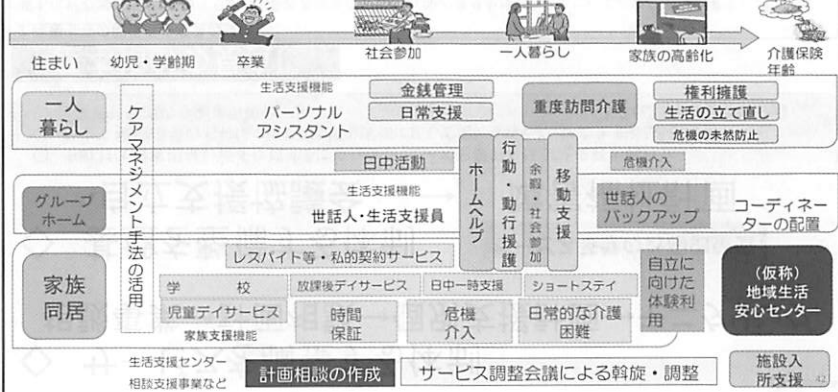 住まい
幼児・学齢期
卒業
社会参加
一人暮らし
家族の高齢化
介護保険
年齢
一人
暮らし
ケアマネジメント手法の活用
生活支援機能
パーソナル
アシスタント
金銭管理
日常支援
重度訪問介護
権利擁護
生活の立て直し
危機の未然防止
日中活動
ホームヘルプ
行動・動行援護
余暇・社会参加
移動支援
危機介入
グループ
ホーム
生活支援機能
世話人・生活支援員
世話人の
バックアップ
コーディネー
ターの配置
家族
同居
レスパイト等・私的契約サービス
学 校
児童デイサービス
放課後デイサービス
時間
保証
日中一時支援
危機
介入
ショートステイ
日常的な介護
困難
自立に
向けた
体験利
用
(仮称)
地域生活
安心センター
家族支援機能
生活支援センター
相談支援事業など
計画相談の作成
サービス調整会議による斡旋・調整
施設入
所支援
42